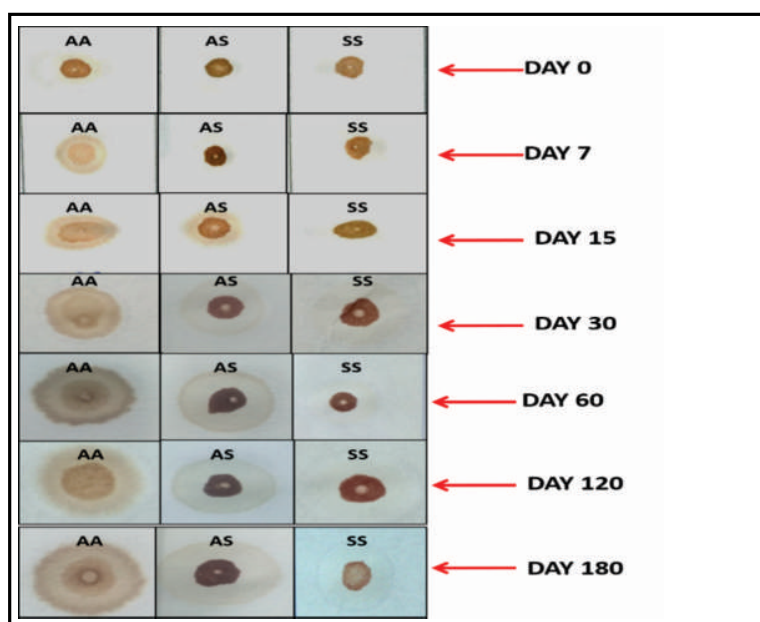 AA AS SS DAY 0
AA AS SS DAY 7
AA AS SS DAY 15
AA AS SS DAY 30
AA AS SS DAY 60
AA AS SS DAY 120
AA AS SS DAY 180